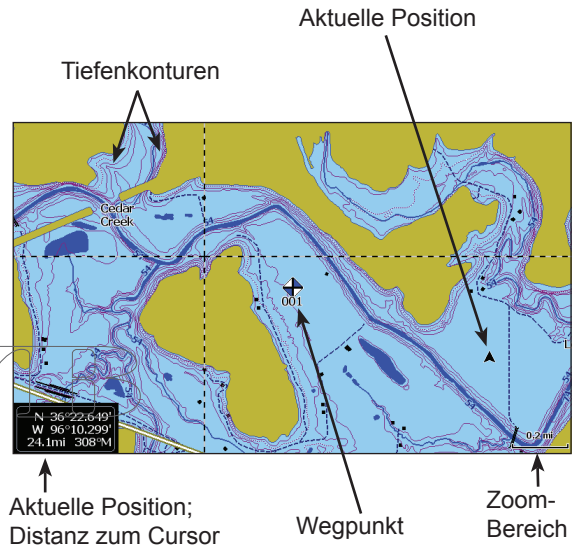 Aktuelle Position
Tiefenkonturen
Cedar
Creek
001
N 36°22.649'
W 96°10.299'
24.1mi 308°M
0,2 mi
Aktuelle Position;
Distanz zum Cursor
Wegpunkt
Zoom-
Bereich